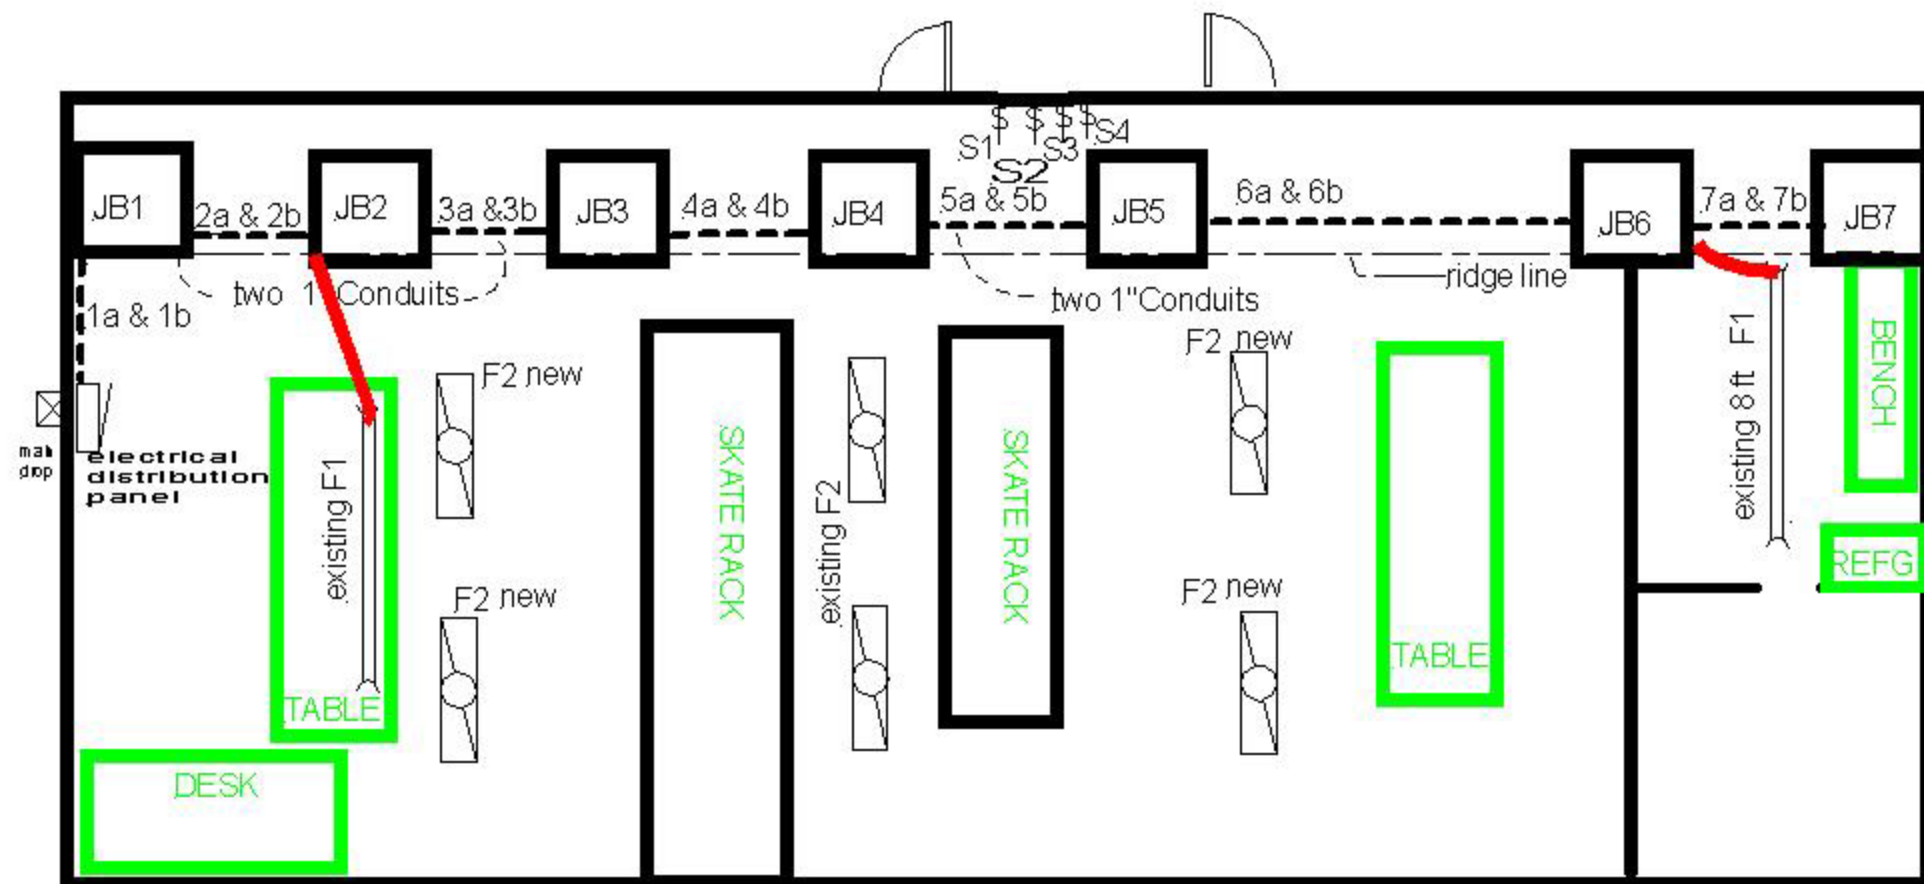 $ $ $ $
S1
S3
S4
S2
JB1
2a & 2b
JB2
3a &3b
JB3
4a & 4b
JB4
5a & 5b
JB5
6a & 6b
JB6
7a & 7b
JB7
two 1"Conduits
two 1"Conduits
ridge line
1a & 1b
F2 new
F2 new
existing 8 ft F1
BENCH
main
drop
electrical
distribution
panel
existing F1
SKATE RACK
existing F2
SKATE RACK
REFG
F2 new
F2 new
TABLE
TABLE
DESK